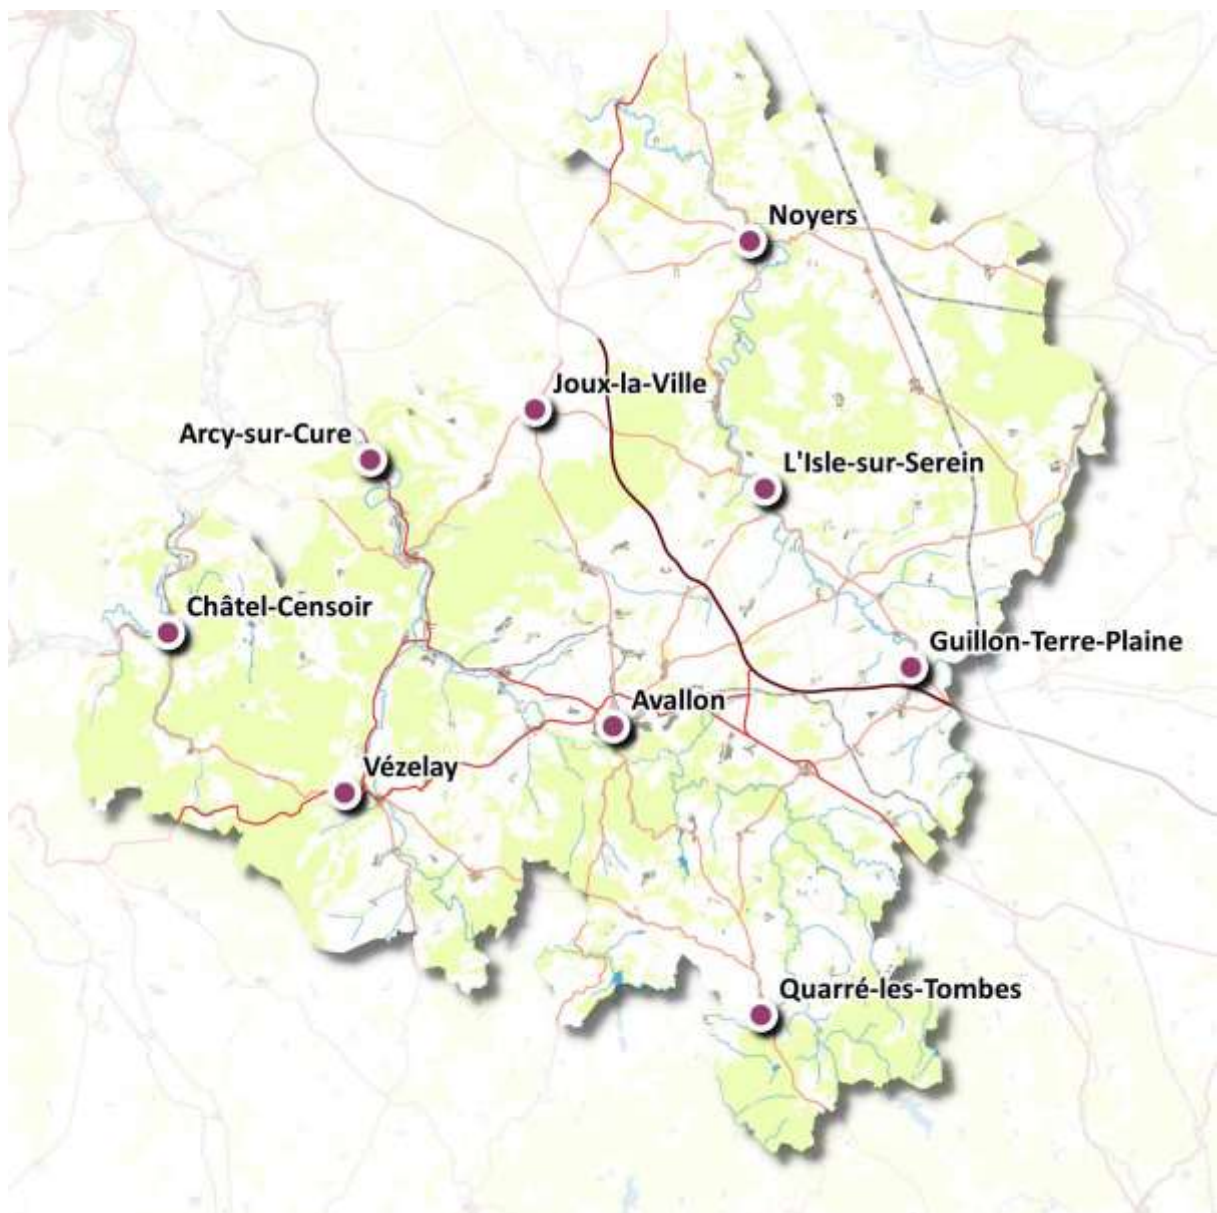 Noyers
Joux-la-Ville
Arcy-sur-Cure
L'Isle-sur-Serein
Châtel-Censoir
Guillon-Terre-Plaine
Avallon
Vézelay
Quarré-les-Tombes